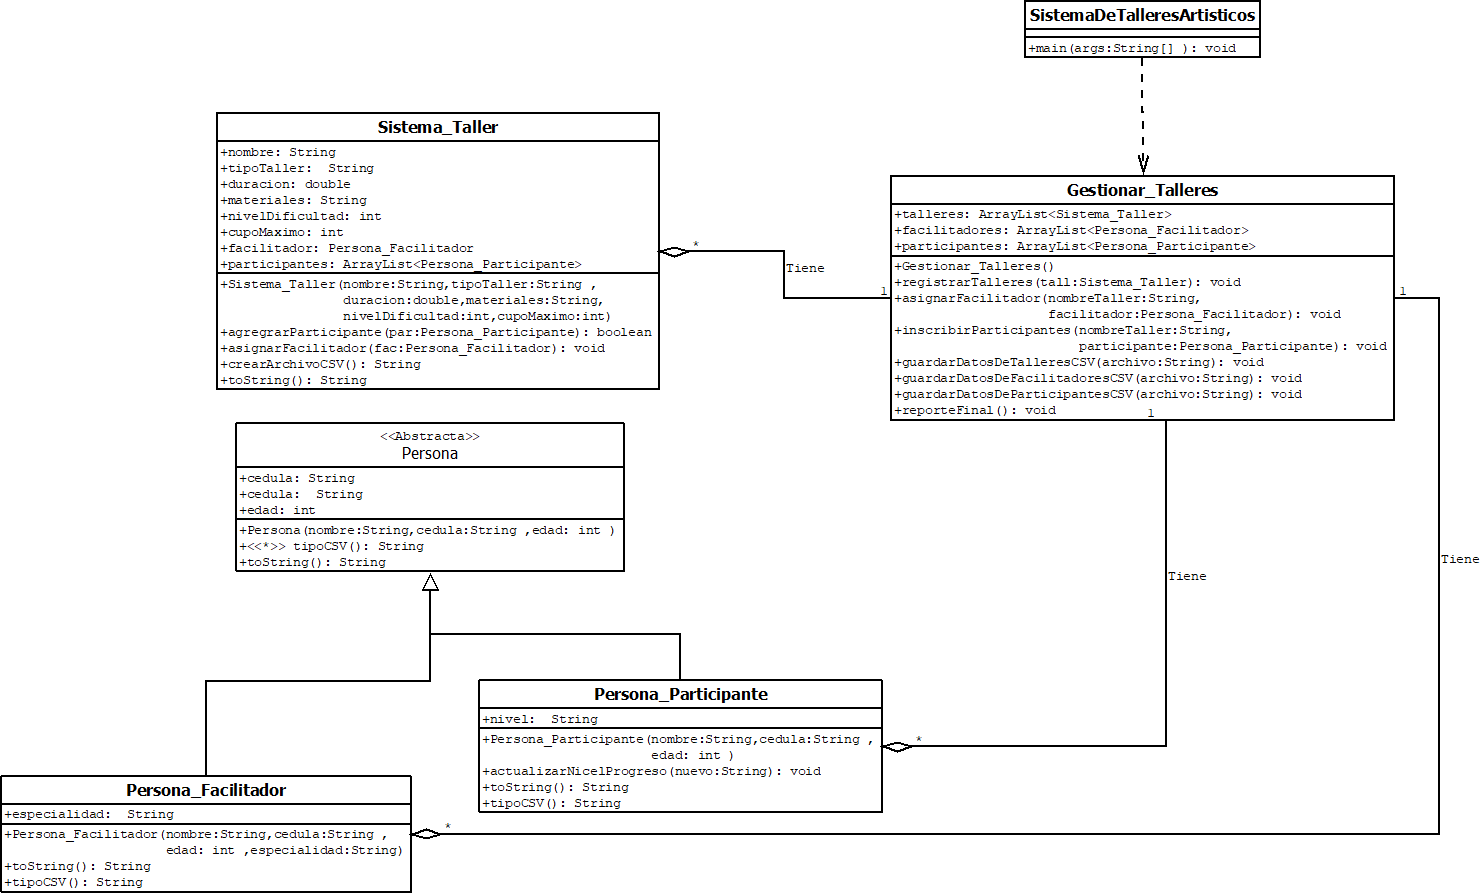 SistemaDeTalleresArtisticos
+main(args:String[] ): void
Sistema_Taller
+nombre: String
+tipoTaller:  String
+duracion: double
+materiales: String
+nivelDificultad: int
+cupoMaximo: int
+facilitador: Persona_Facilitador
+participantes: ArrayList<Persona_Participante>
+Sistema_Taller(nombre:String,tipoTaller:String ,
duracion:double,materiales:String,
nivelDificultad:int,cupoMaximo:int)
+agregrarParticipante(par:Persona_Participante): boolean
+asignarFacilitador(fac:Persona_Facilitador): void
+crearArchivoCSV(): String
+toString(): String
*
Tiene
1
Gestionar_Talleres
+talleres: ArrayList<Sistema_Taller>
+facilitadores: ArrayList<Persona_Facilitador>
+participantes: ArrayList<Persona_Participante>
+Gestionar_Talleres()
+registrarTalleres(tall:Sistema_Taller): void
+asignarFacilitador(nombreTaller:String,
facilitador:Persona_Facilitador): void
+inscribirParticipantes(nombreTaller:String,
participante:Persona_Participante): void
+guardarDatosDeTalleresCSV(archivo:String): void
+guardarDatosDeFacilitadoresCSV(archivo:String): void
+guardarDatosDeParticipantesCSV(archivo:String): void
+reporteFinal(): void
1
1
<<Abstracta>>
Persona
+cedula: String
+cedula:  String
+edad: int
+Persona(nombre:String,cedula:String ,edad: int )
+<<*>> tipoCSV(): String
+toString(): String
Tiene
Tiene
Persona_Participante
+nivel:  String
+Persona_Participante(nombre:String,cedula:String ,
edad: int )
+actualizarNicelProgreso(nuevo:String): void
+toString(): String
+tipoCSV(): String
*
Persona_Facilitador
+especialidad:  String
+Persona_Facilitador(nombre:String,cedula:String ,
edad: int ,especialidad:String)
+toString(): String
+tipoCSV(): String
*